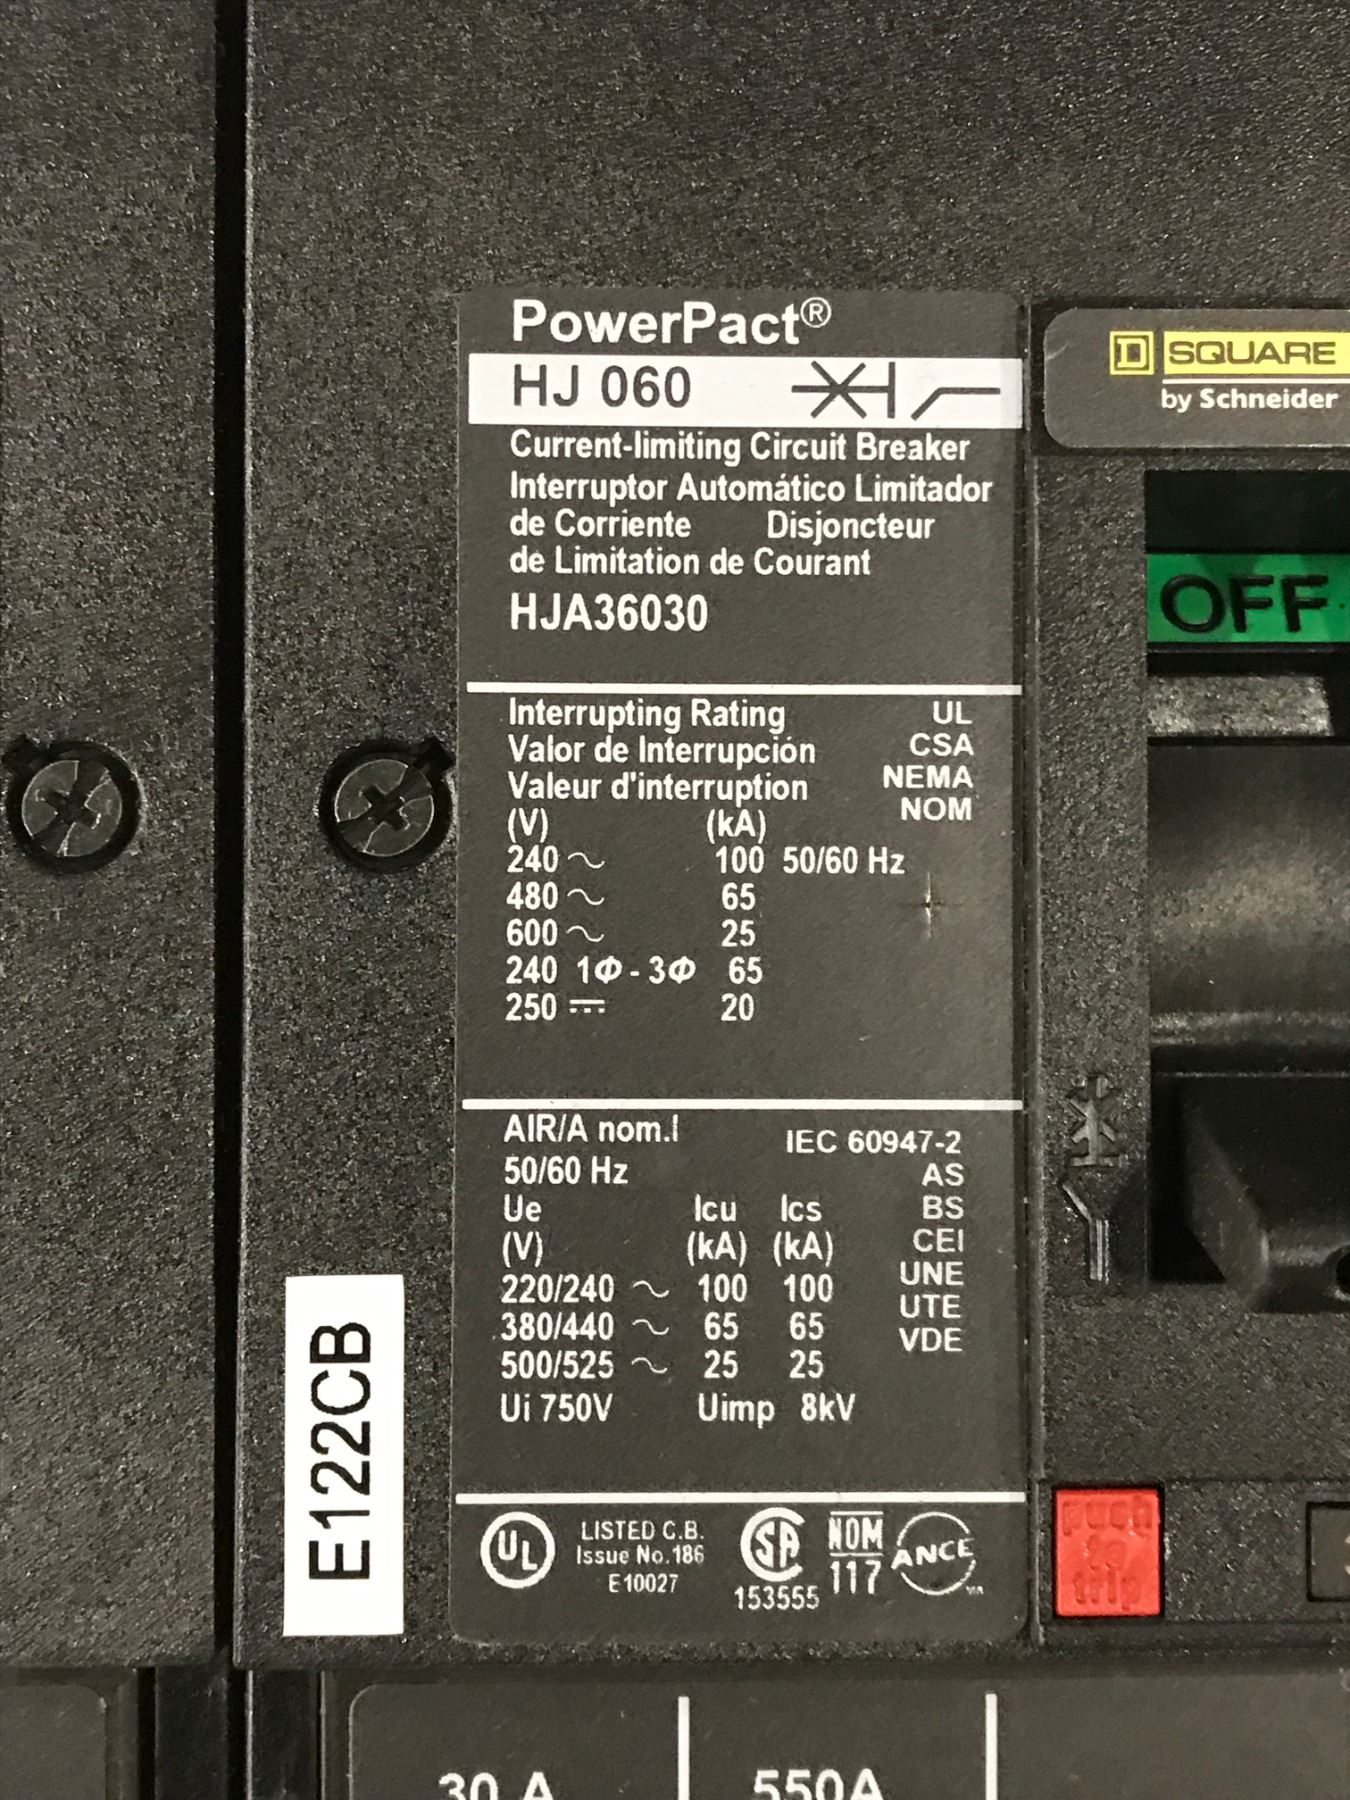 PowerPact®
HJ 060
Current-limiting Circuit Breaker
Interruptor Automático Limitador
de Corriente Disjoncteur
de Limitation de Courant
HJA36030
Interrupting Rating UL
Valor de Interrupción CSA
Valeur d'interruption NEMA
NOM
(V) (kA)
240 ~ 100 50/60 Hz
480 ~ 65
600 ~ 25
240 1Φ - 3Φ 65
250 ⎓ 20
AIR/A nom.I IEC 60947-2
50/60 Hz AS
Ue Icu Ics BS
(V) (kA) (kA) CEI
220/240 ~ 100 100 UNE
380/440 ~ 65 65 UTE
500/525 ~ 25 25 VDE
Ui 750V Uimp 8kV
UL
LISTED C.B.
Issue No.186
E10027
SA
153555
NOM
117
ANCE
E122CB
D SQUARE
by Schneider
OFF
push
to
trip
30 A 550A